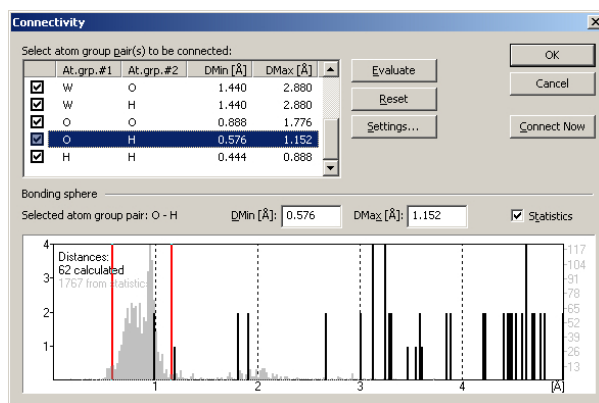 Connectivity
Select atom group pair(s) to be connected:
At.grp.#1 At.grp.#2 DMin [Å] DMax [Å]
W O 1.440 2.880
W H 1.440 2.880
O O 0.888 1.776
O H 0.576 1.152
H H 0.444 0.888
Evaluate
Reset
Settings...
OK
Cancel
Connect Now
Bonding sphere
Selected atom group pair: O - H DMin [Å]: 0.576 DMax [Å]: 1.152 Statistics
Distances:
62 calculated
1767 from statistics
4
3
2
1
117
104
91
78
65
52
39
26
13
1 2 3 4 [Å]